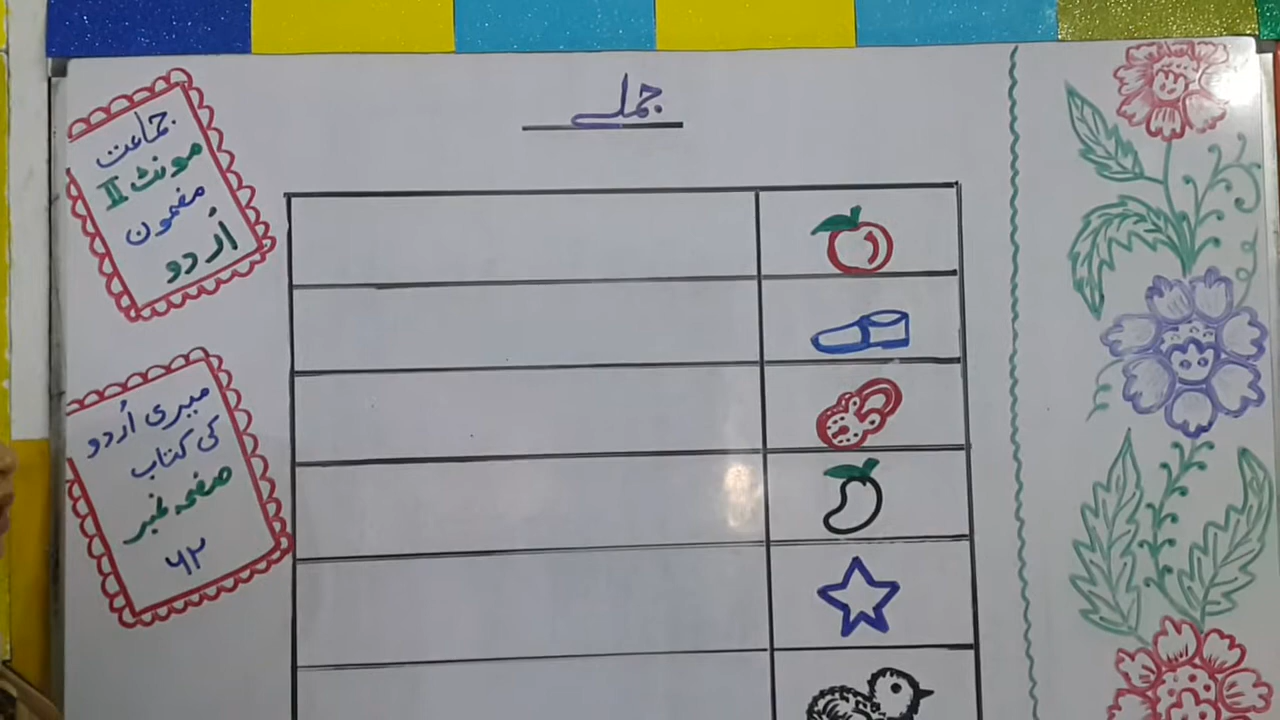 جملے
جماعت
مونٹ II
مضمون
اُردو
میری اُردو
کی کتاب
صفحہ نمبر
۶۲